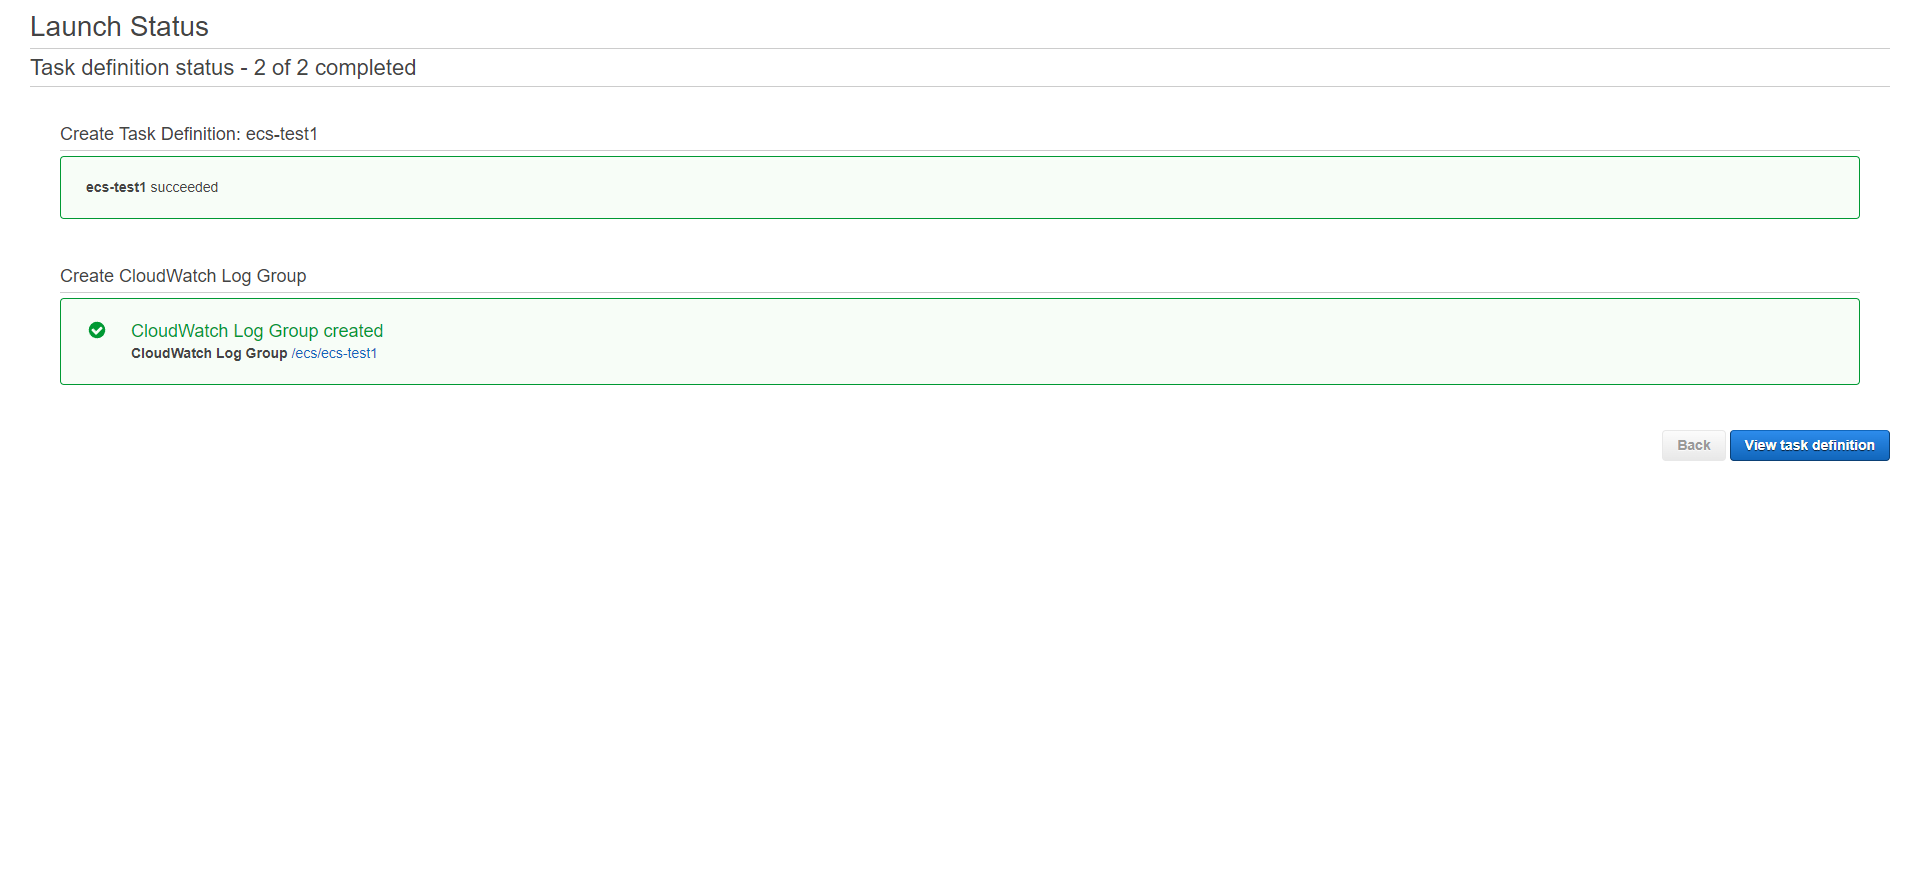 Launch Status
Task definition status - 2 of 2 completed
Create Task Definition: ecs-test1
ecs-test1 succeeded
Create CloudWatch Log Group
CloudWatch Log Group created
CloudWatch Log Group /ecs/ecs-test1
Back View task definition